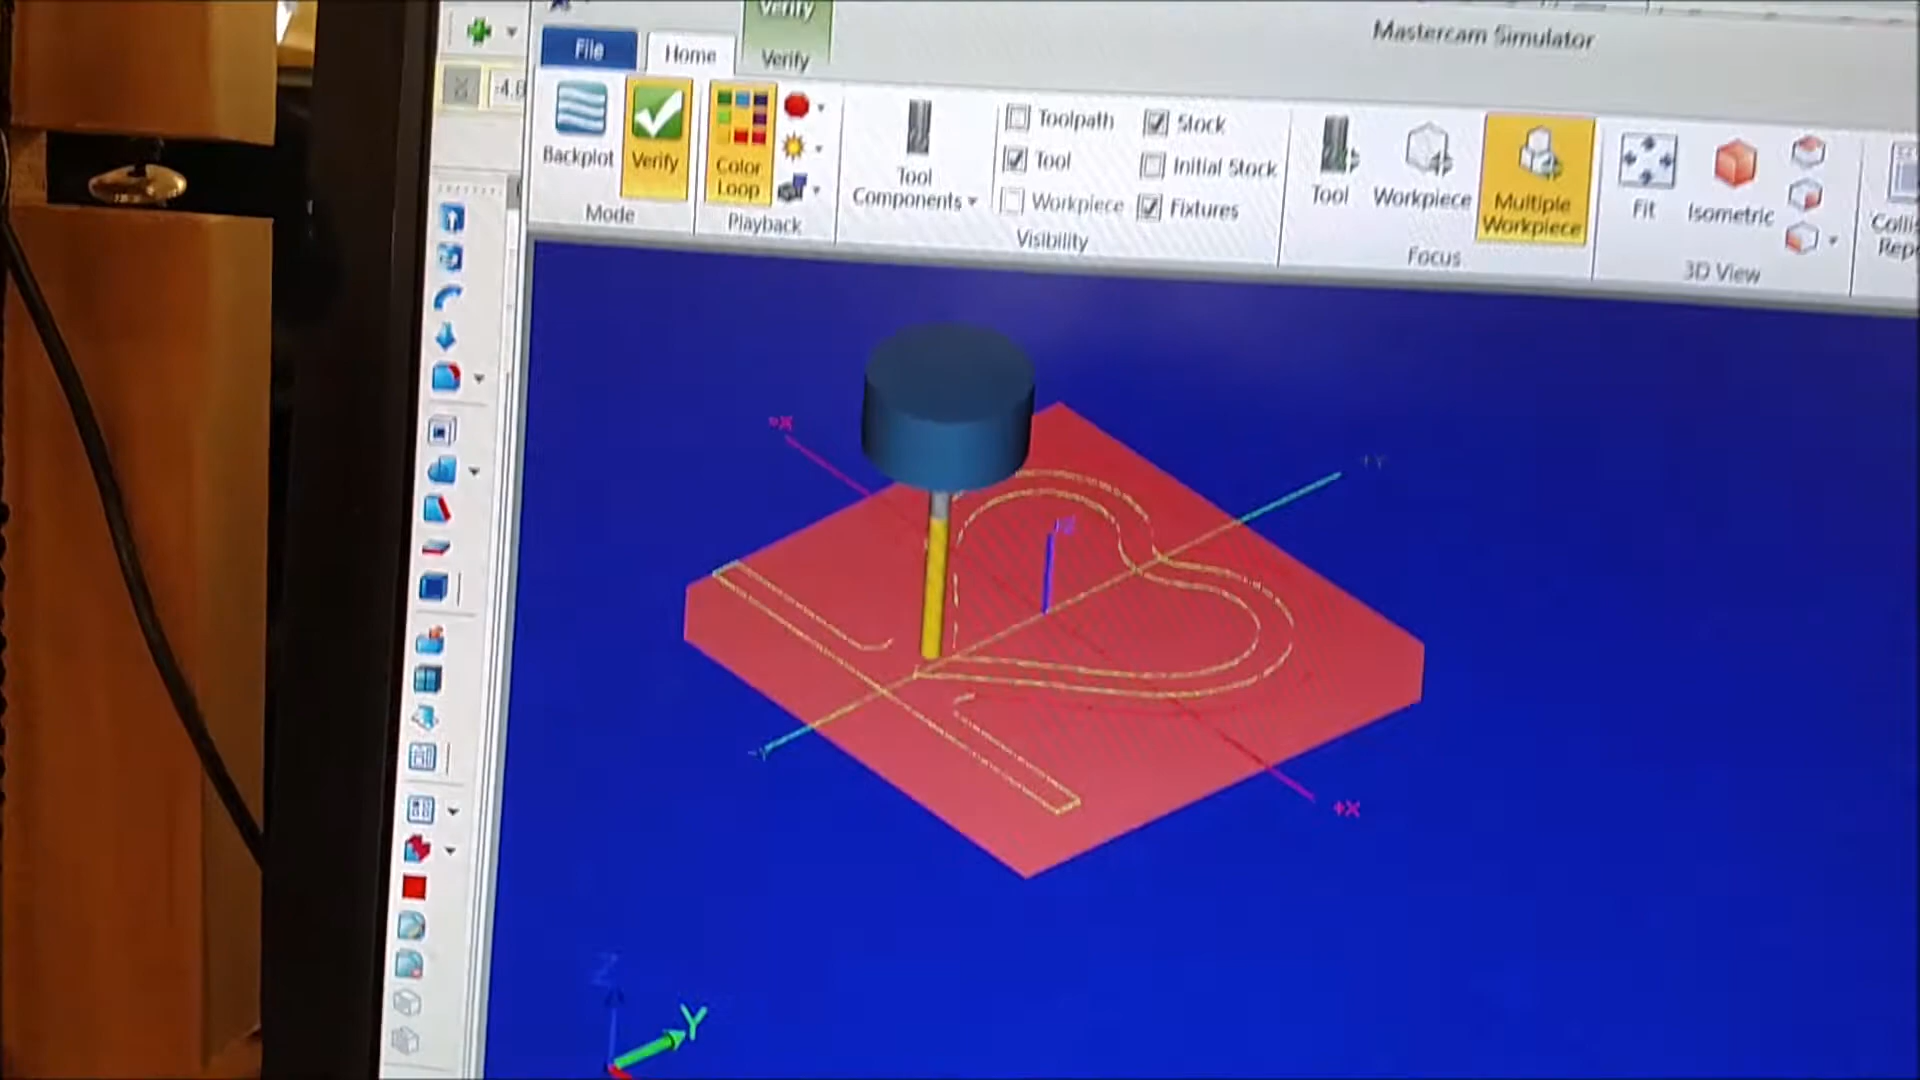 Verify
Mastercam Simulator
File
Home
Verify
Backplot
Verify
Mode
Color
Loop
Playback
Tool
Components
Toolpath
Tool
Workpiece
Stock
Initial Stock
Fixtures
Visibility
Tool
Workpiece
Multiple
Workpiece
Focus
Fit
Isometric
3D View
+X
Z
Y